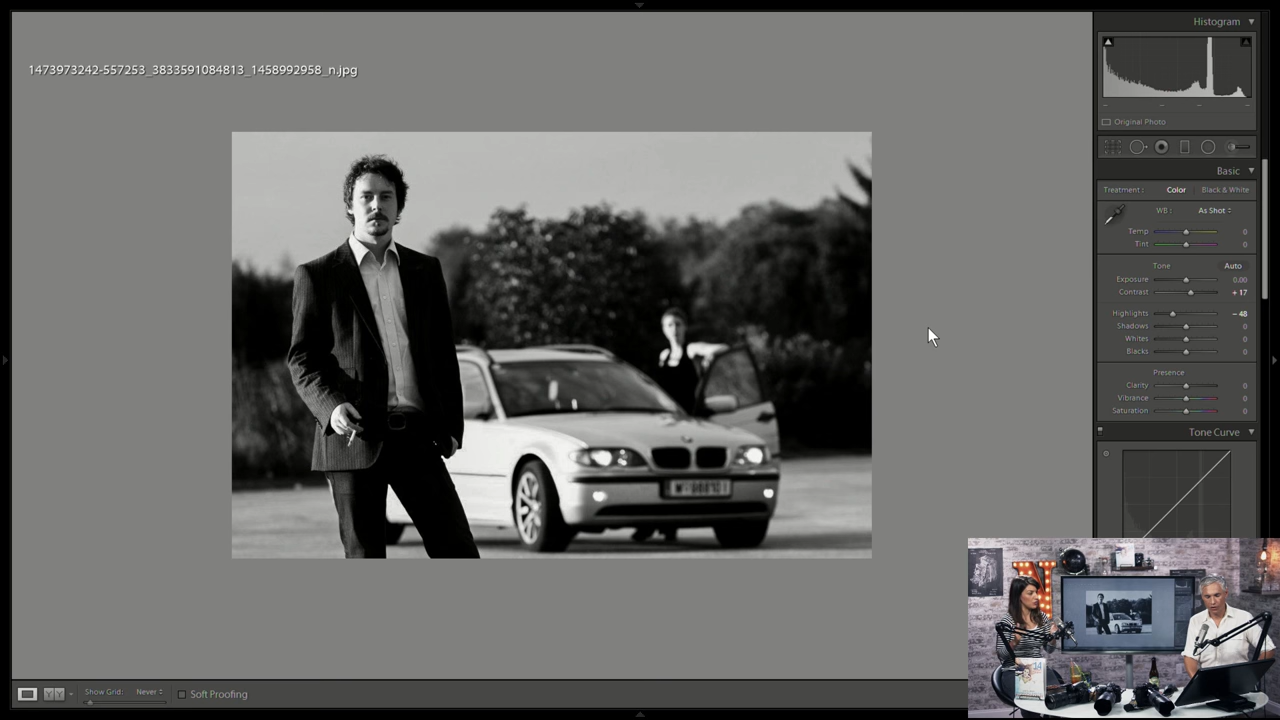 Histogram
1473973242-557253_3833591084813_1458992958_n.jpg
Original Photo
Basic
Treatment : Color Black & White
WB : As Shot
Temp 0
Tint 0
Tone Auto
Exposure 0.00
Contrast + 17
Highlights – 48
Shadows 0
Whites 0
Blacks 0
Presence
Clarity 0
Vibrance 0
Saturation 0
Tone Curve
Show Grid: Never
Soft Proofing
YY
N